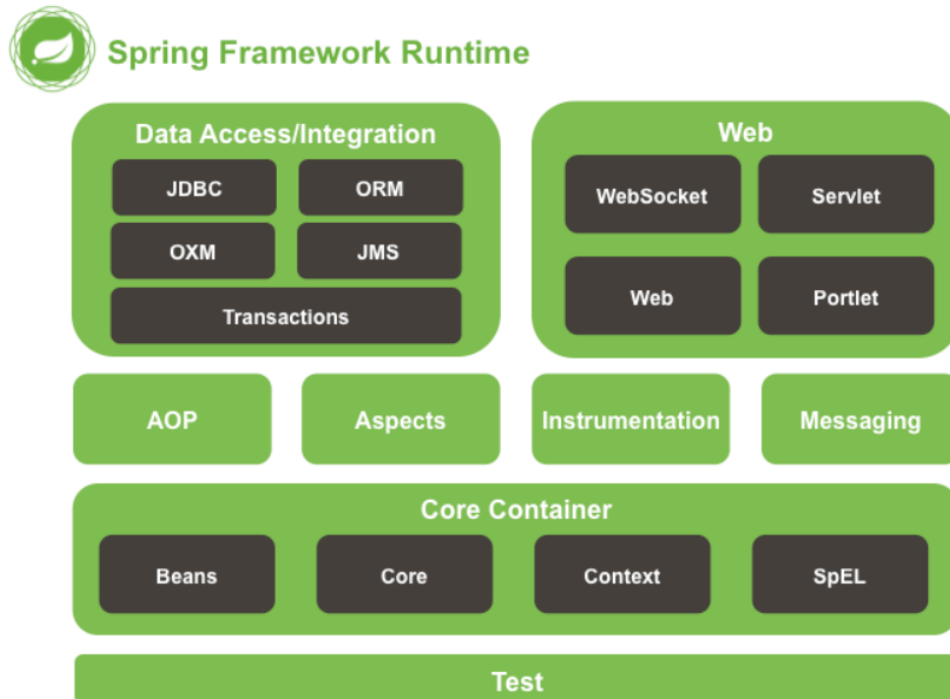 Spring Framework Runtime
Data Access/Integration
JDBC
ORM
OXM
JMS
Transactions
Web
WebSocket
Servlet
Web
Portlet
AOP
Aspects
Instrumentation
Messaging
Core Container
Beans
Core
Context
SpEL
Test